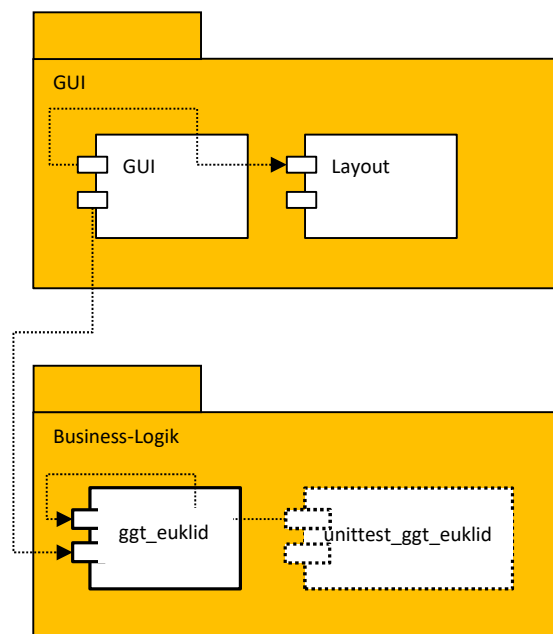 GUI
GUI
Layout
Business-Logik
ggt_euklid
unittest_ggt_euklid